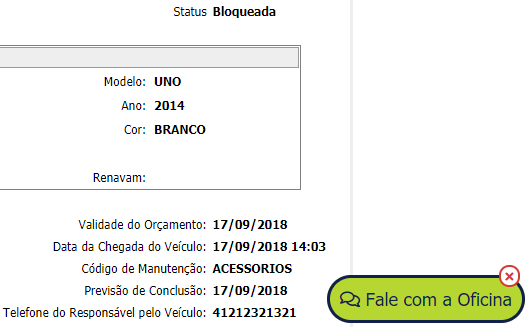 Status Bloqueada
Modelo: UNO
Ano: 2014
Cor: BRANCO
Renavam:
Validade do Orçamento: 17/09/2018
Data da Chegada do Veículo: 17/09/2018 14:03
Código de Manutenção: ACESSORIOS
Previsão de Conclusão: 17/09/2018
Telefone do Responsável pelo Veículo: 41212321321
Fale com a Oficina